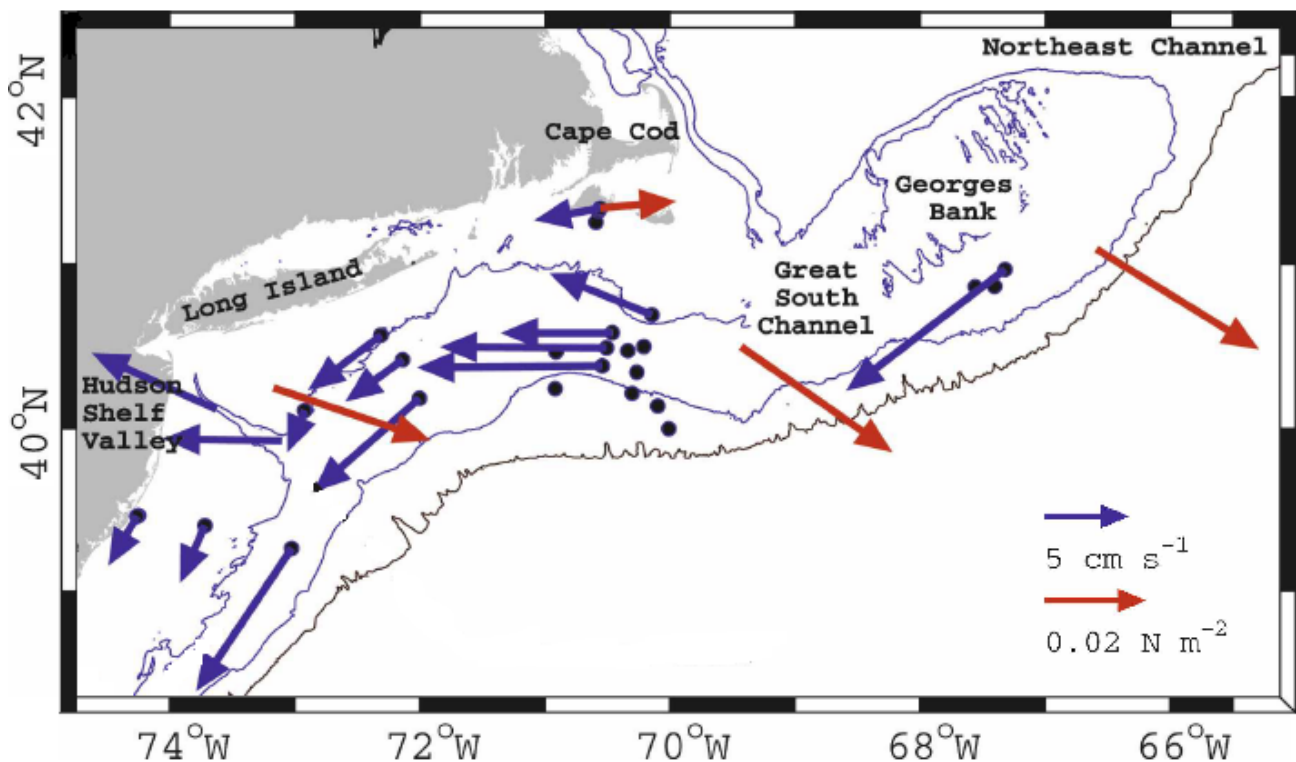 Northeast Channel
42°N
Cape Cod
Georges
Bank
Long Island
Great
South
Channel
Hudson
Shelf
Valley
40°N
5 cm s⁻¹
0.02 N m⁻²
74°W
72°W
70°W
68°W
66°W